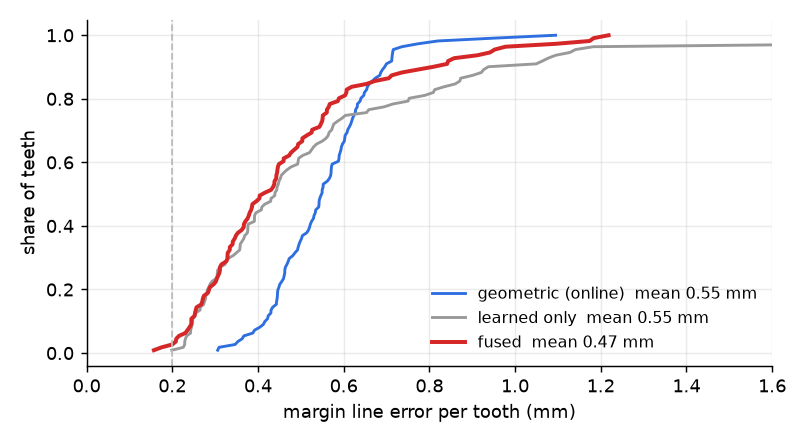 1.0
0.8
0.6
0.4
0.2
0.0
share of teeth
geometric (online)  mean 0.55 mm
learned only  mean 0.55 mm
fused  mean 0.47 mm
0.0 0.2 0.4 0.6 0.8 1.0 1.2 1.4 1.6
margin line error per tooth (mm)